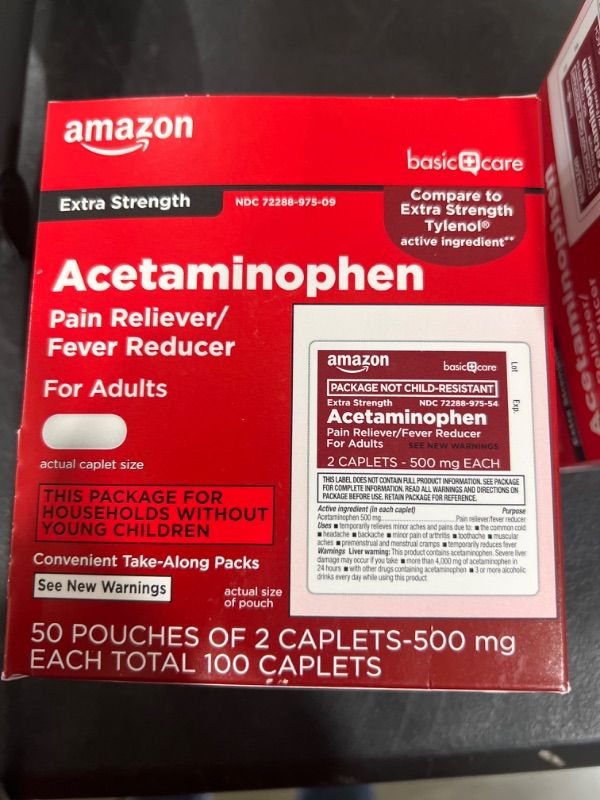 amazon
basic care
Extra Strength
NDC 72288-975-09
Compare to
Extra Strength
Tylenol®
active ingredient**
Acetaminophen
Pain Reliever/
Fever Reducer
For Adults
actual caplet size
THIS PACKAGE FOR
HOUSEHOLDS WITHOUT
YOUNG CHILDREN
Convenient Take-Along Packs
See New Warnings
actual size
of pouch
50 POUCHES OF 2 CAPLETS-500 mg
EACH TOTAL 100 CAPLETS
amazon
basic care
PACKAGE NOT CHILD-RESISTANT
Extra Strength NDC 72288-975-54
Acetaminophen
Pain Reliever/Fever Reducer
For Adults SEE NEW WARNINGS
2 CAPLETS - 500 mg EACH
Lot
Exp.
THIS LABEL DOES NOT CONTAIN FULL PRODUCT INFORMATION. SEE PACKAGE
FOR COMPLETE INFORMATION. READ ALL WARNINGS AND DIRECTIONS ON
PACKAGE BEFORE USE. RETAIN PACKAGE FOR REFERENCE.
Active ingredient (in each caplet) Purpose
Acetaminophen 500 mg..................Pain reliever/fever reducer
Uses ■ temporarily relieves minor aches and pains due to: ■ the common cold
■ headache ■ backache ■ minor pain of arthritis ■ toothache ■ muscular
aches ■ premenstrual and menstrual cramps ■ temporarily reduces fever
Warnings Liver warning: This product contains acetaminophen. Severe liver
damage may occur if you take ■ more than 4,000 mg of acetaminophen in
24 hours ■ with other drugs containing acetaminophen ■ 3 or more alcoholic
drinks every day while using this product
Acetaminophen